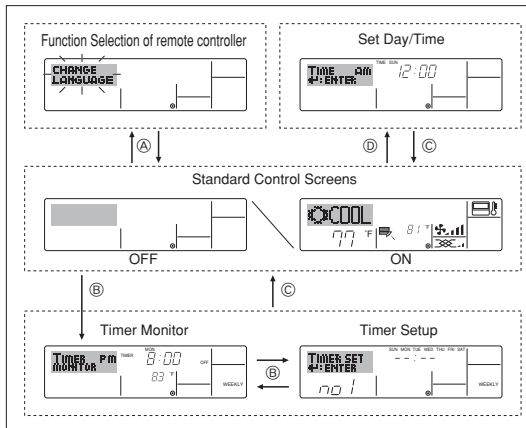 Function Selection of remote controller
CHANGE
LANGUAGE
Set Day/Time
TIME SUN
TIME AM 12:00
↵:ENTER
Ⓐ
Ⓓ
Ⓒ
Standard Control Screens
COOL
77 °F 81 °F
OFF
ON
Ⓑ
Ⓒ
Timer Monitor
MON
TIMER PM TIMER 8:00 OFF
MONITOR
83 °F
WEEKLY
Ⓑ
Timer Setup
SUN MON TUE WED THU FRI SAT
TIMER SET --:--
↵:ENTER
WEEKLY
no 1